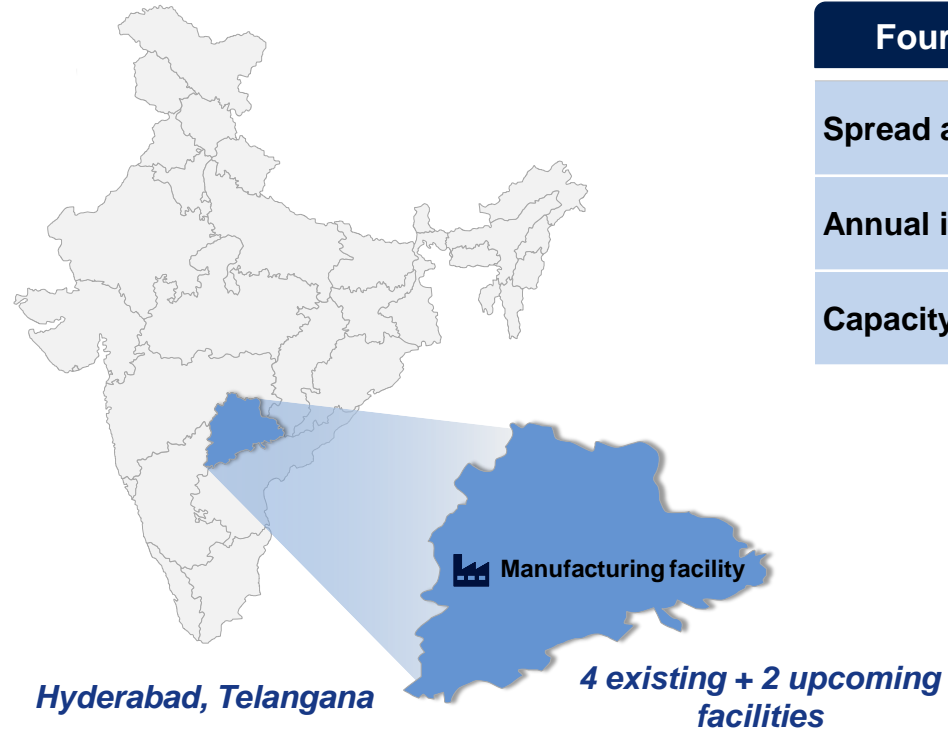 Four
Spread a
Annual i
Capacity
Manufacturing facility
Hyderabad, Telangana
4 existing + 2 upcoming
facilities